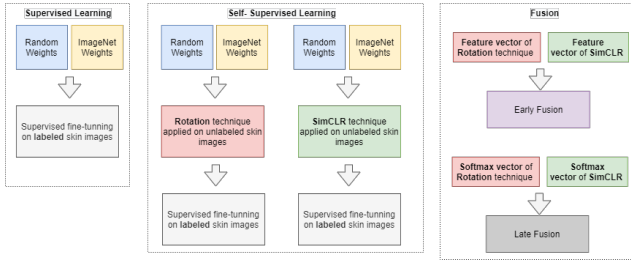 Supervised Learning
Random
Weights
ImageNet
Weights
Supervised fine-tunning
on labeled skin images
Self- Supervised Learning
Random
Weights
ImageNet
Weights
Random
Weights
ImageNet
Weights
Rotation technique
applied on unlabeled skin
images
SimCLR technique
applied on unlabeled skin
images
Supervised fine-tunning
on labeled skin images
Supervised fine-tunning
on labeled skin images
Fusion
Feature vector of
Rotation technique
Feature
vector of SimCLR
Early Fusion
Softmax vector of
Rotation technique
Softmax
vector of SimCLR
Late Fusion